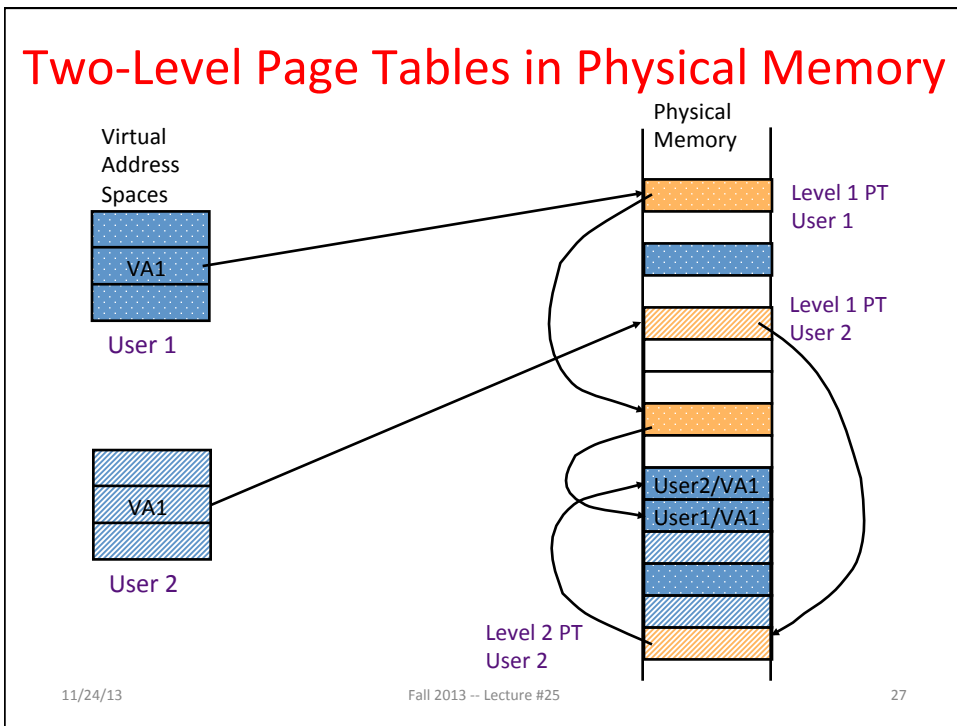 Two-Level Page Tables in Physical Memory
Virtual
Address
Spaces
Physical
Memory
Level 1 PT
User 1
VA1
User 1
Level 1 PT
User 2
VA1
User 2
User2/VA1
User1/VA1
Level 2 PT
User 2
11/24/13
Fall 2013 -- Lecture #25
27